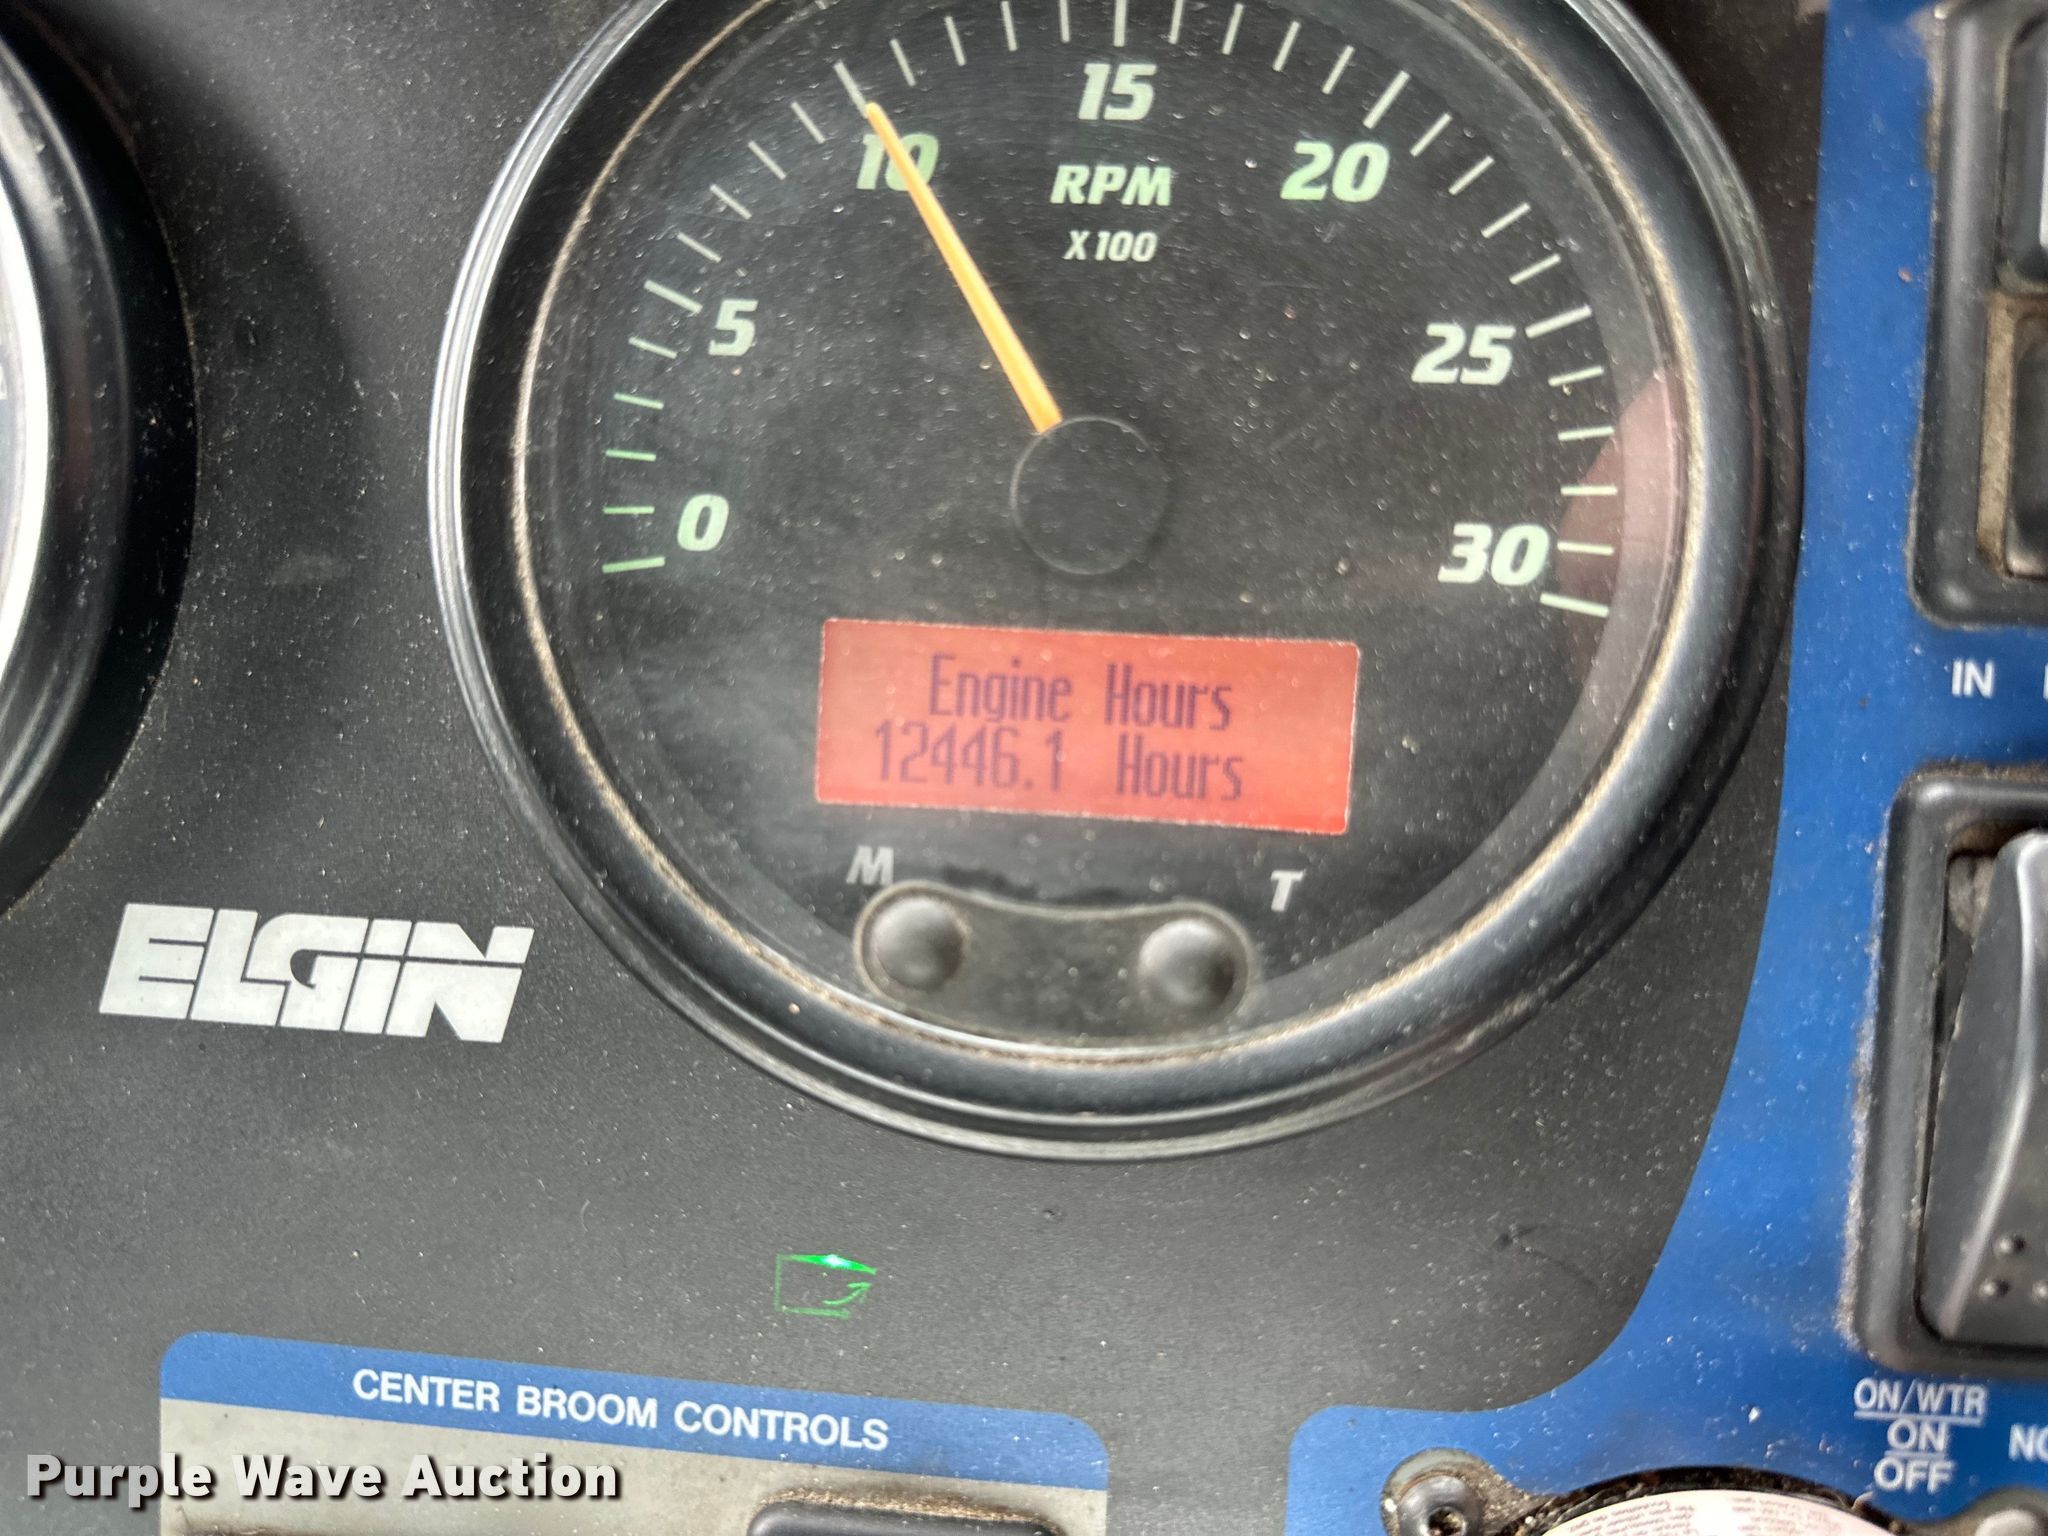 15
10
20
RPM
X100
5
25
0
30
IN
Engine Hours
12446.1 Hours
M
T
ELGIN
CENTER BROOM CONTROLS
ON/WTR
ON
OFF
Purple Wave Auction